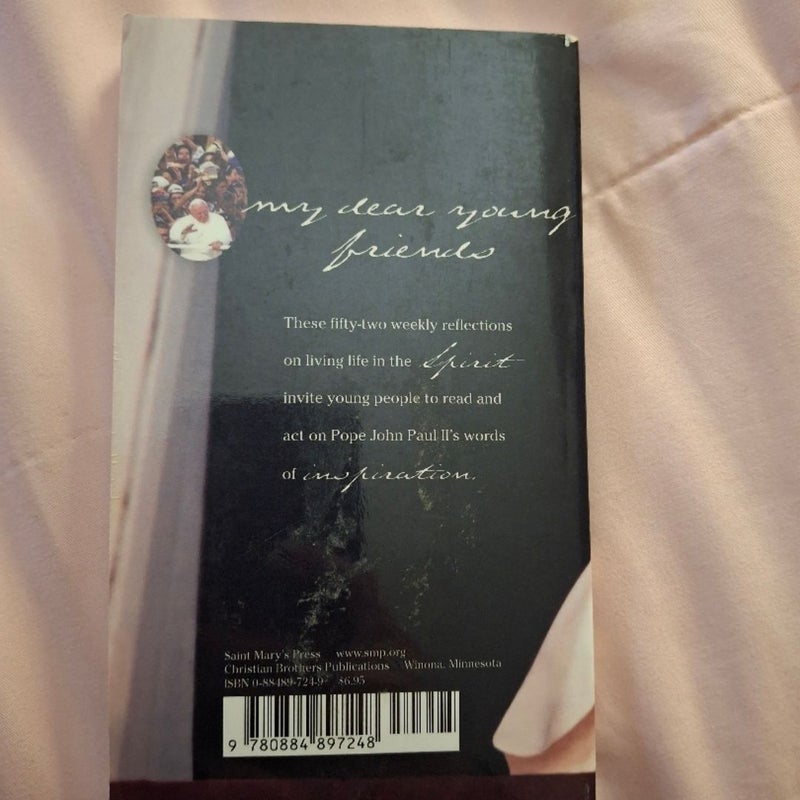 my dear young
friends
These fifty-two weekly reflections
on living life in the Spirit
invite young people to read and
act on Pope John Paul II's words
of inspiration.
Saint Mary's Press www.smp.org
Christian Brothers Publications Winona, Minnesota
ISBN 0-88489-724-9 $6.95
9 780884 897248